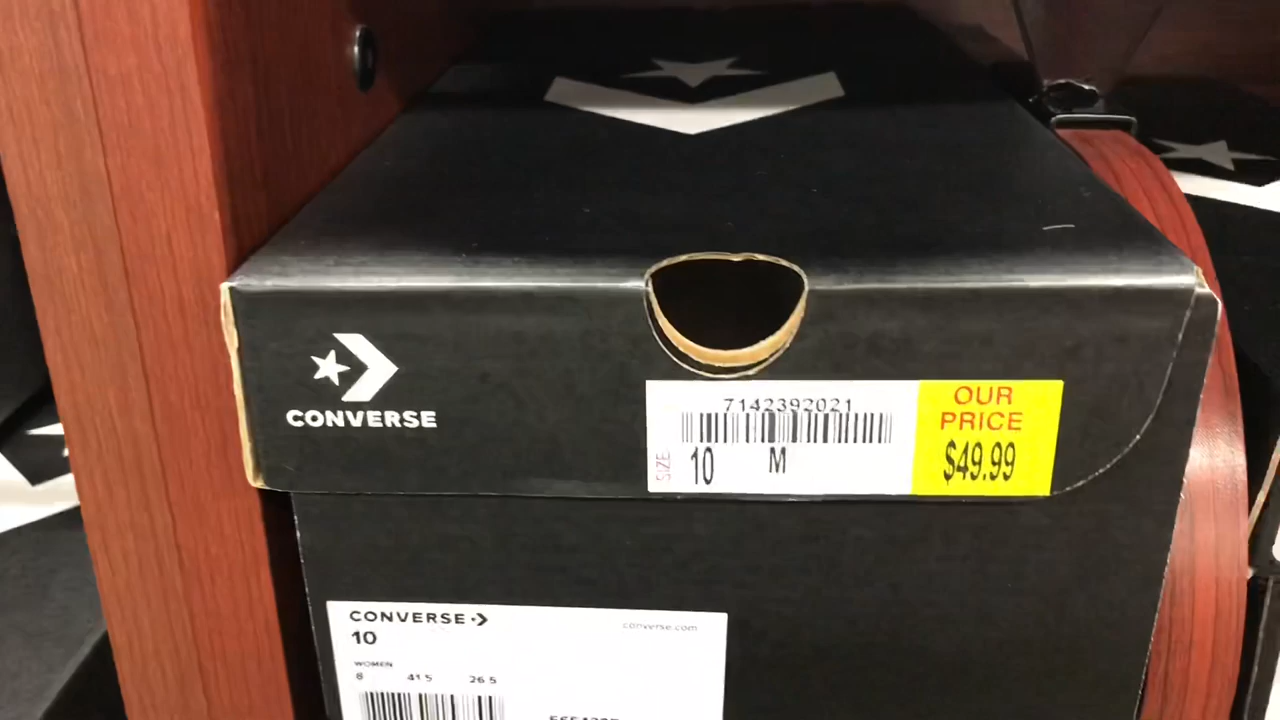 CONVERSE
7142392021
SIZE 10 M
OUR
PRICE
$49.99
CONVERSE
converse.com
10
WOMEN
8 41 5 26 5